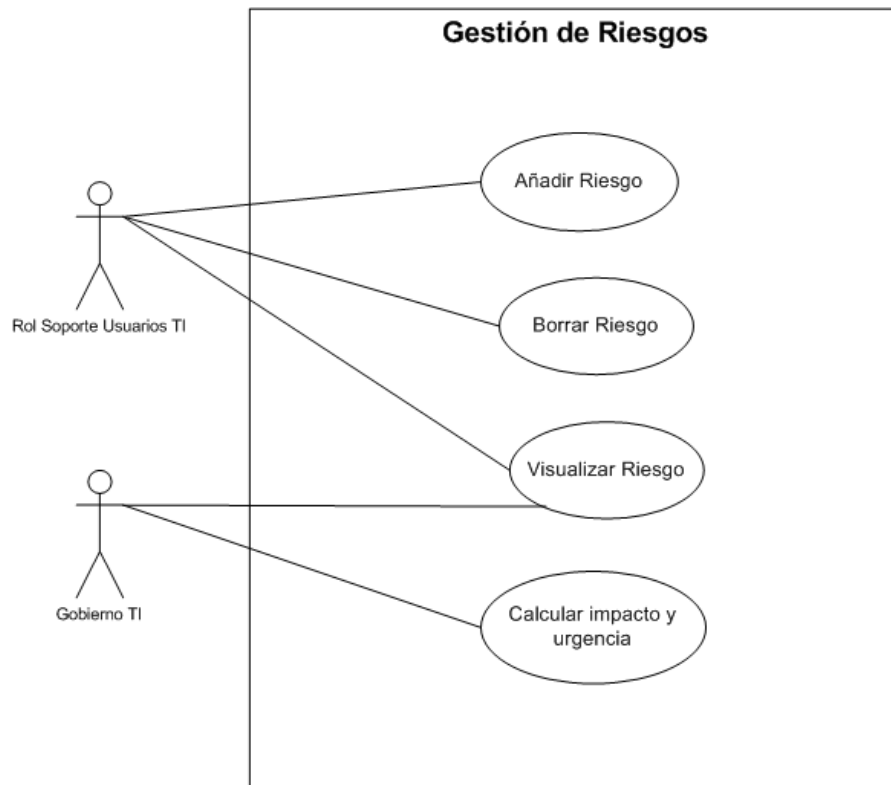 Gestión de Riesgos
Añadir Riesgo
Rol Soporte Usuarios TI
Borrar Riesgo
Visualizar Riesgo
Gobierno TI
Calcular impacto y
urgencia